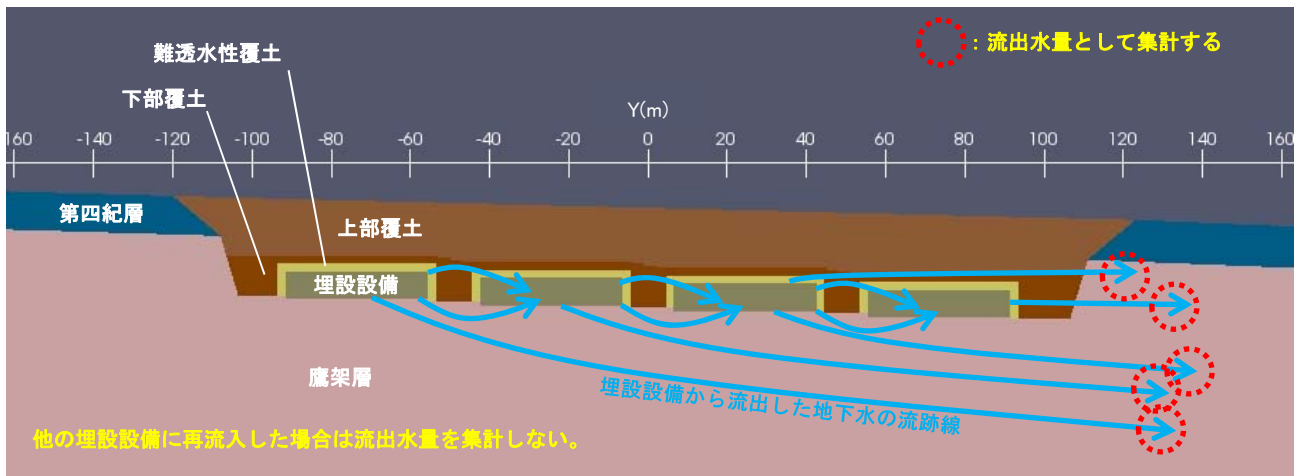 難透水性覆土
:流出水量として集計する
下部覆土
Y(m)
160 -140 -120 -100 -80 -60 -40 -20 0 20 40 60 80 100 120 140 160
第四紀層
上部覆土
埋設設備
鷹架層
埋設設備から流出した地下水の流跡線
他の埋設設備に再流入した場合は流出水量を集計しない。